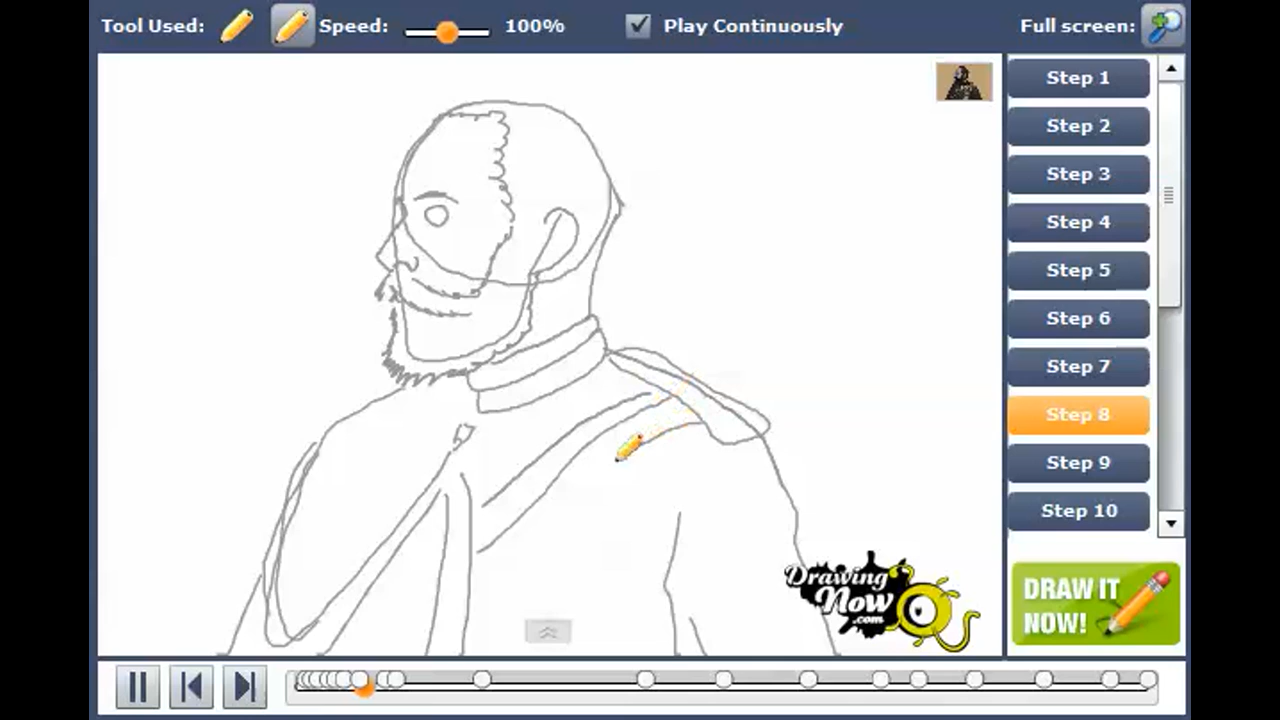 Tool Used:
Speed:
100%
Play Continuously
Full screen:
Step 1
Step 2
Step 3
Step 4
Step 5
Step 6
Step 7
Step 8
Step 9
Step 10
Drawing
Now
.com
DRAW IT
NOW!